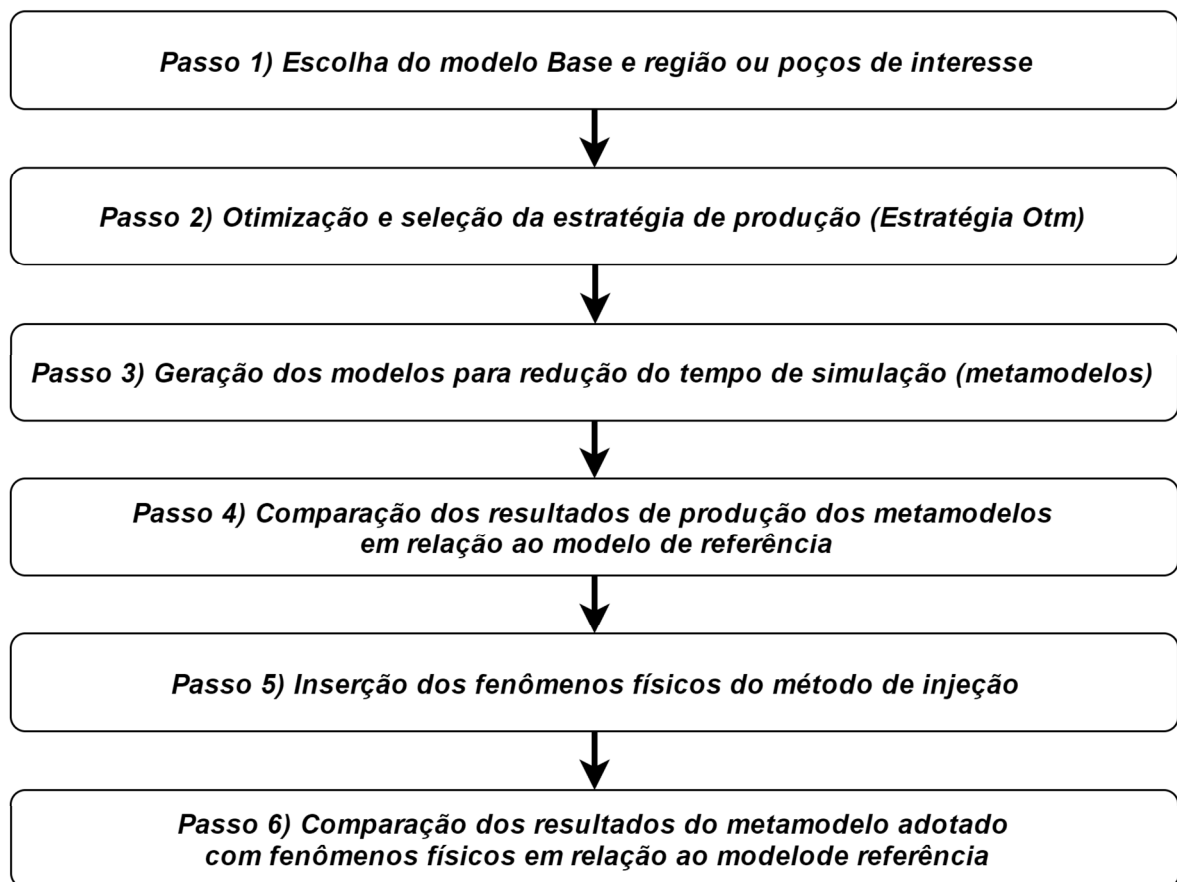 Passo 1) Escolha do modelo Base e região ou poços de interesse
Passo 2) Otimização e seleção da estratégia de produção (Estratégia Otm)
Passo 3) Geração dos modelos para redução do tempo de simulação (metamodelos)
Passo 4) Comparação dos resultados de produção dos metamodelos
em relação ao modelo de referência
Passo 5) Inserção dos fenômenos físicos do método de injeção
Passo 6) Comparação dos resultados do metamodelo adotado
com fenômenos físicos em relação ao modelode referência